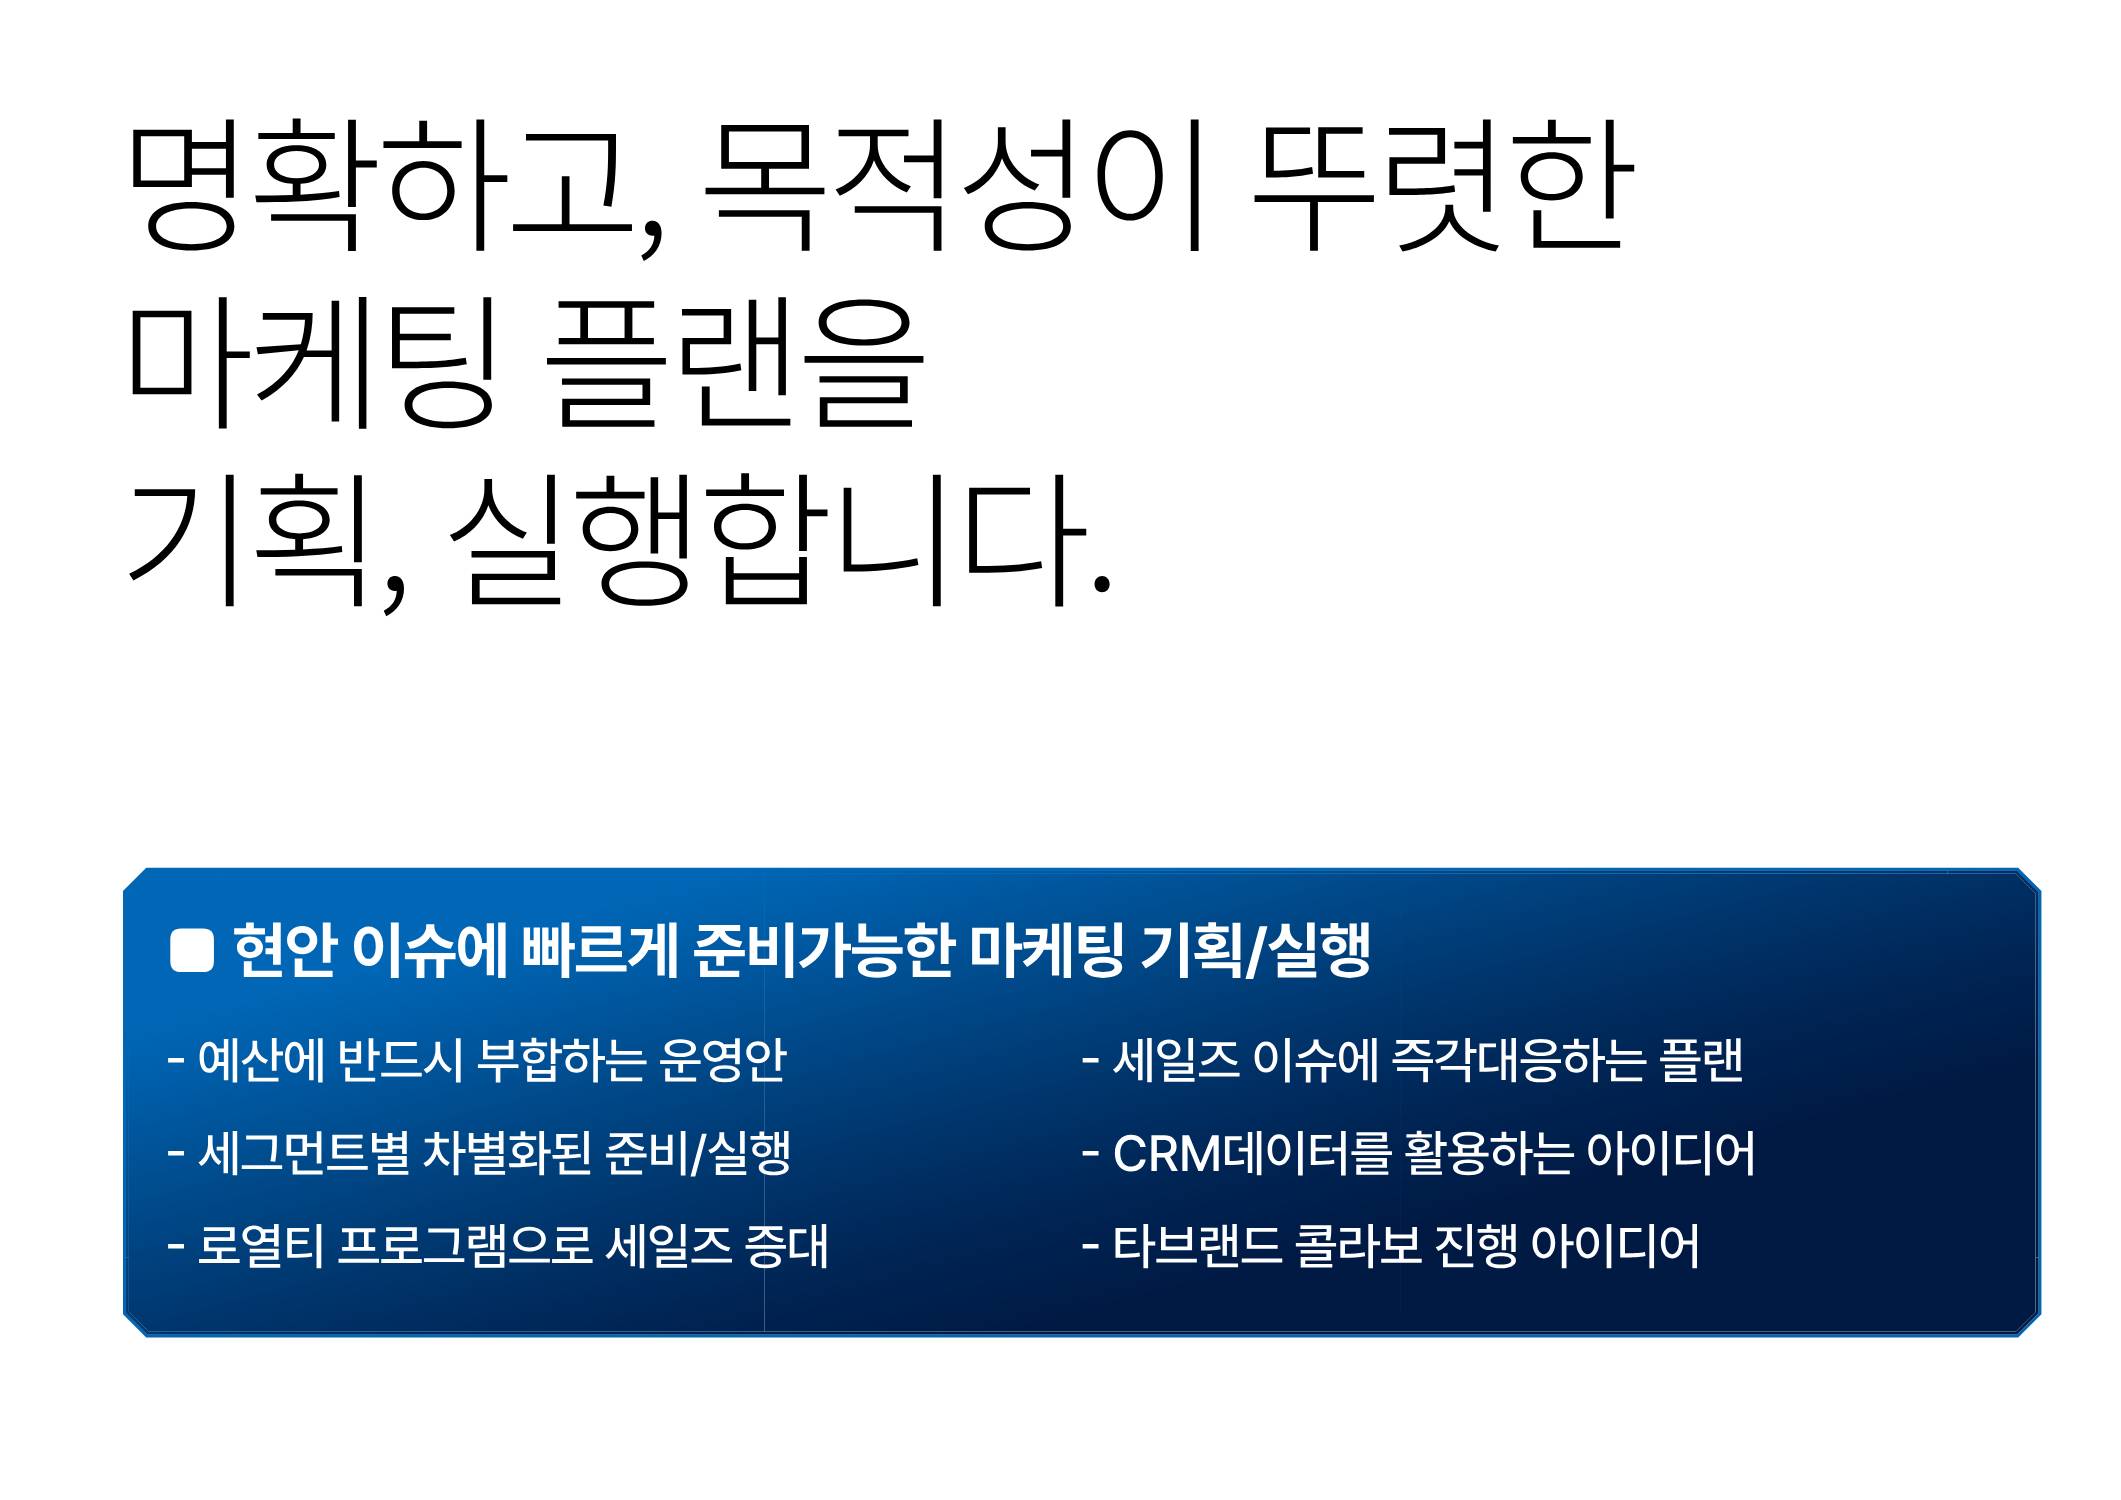 명확하고, 목적성이 뚜렷한
마케팅 플랜을
기획, 실행합니다.
■ 현안 이슈에 빠르게 준비가능한 마케팅 기획/실행
- 예산에 반드시 부합하는 운영안
- 세그먼트별 차별화된 준비/실행
- 로열티 프로그램으로 세일즈 증대
- 세일즈 이슈에 즉각대응하는 플랜
- CRM데이터를 활용하는 아이디어
- 타브랜드 콜라보 진행 아이디어